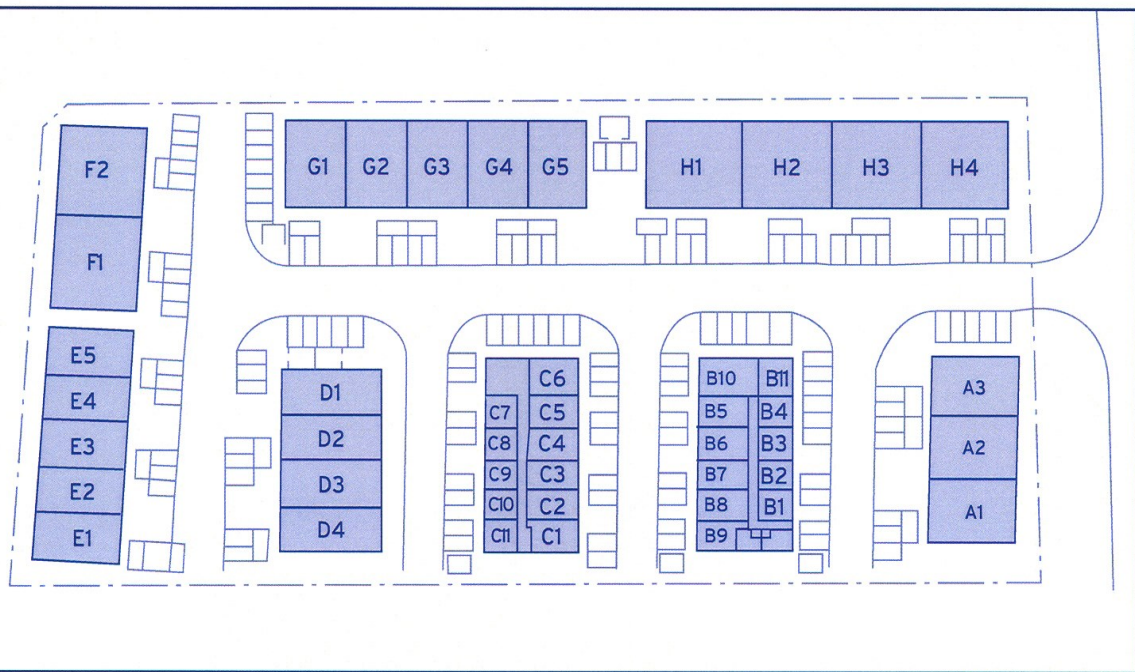 G1 G2 G3 G4 G5 H1 H2 H3 H4
F2
F1
E5
E4
E3
E2
E1
D1
D2
D3
D4
C6
C7 C5
C8 C4
C9 C3
C10 C2
C11 C1
B10 B11
B5 B4
B6 B3
B7 B2
B8 B1
B9
A3
A2
A1